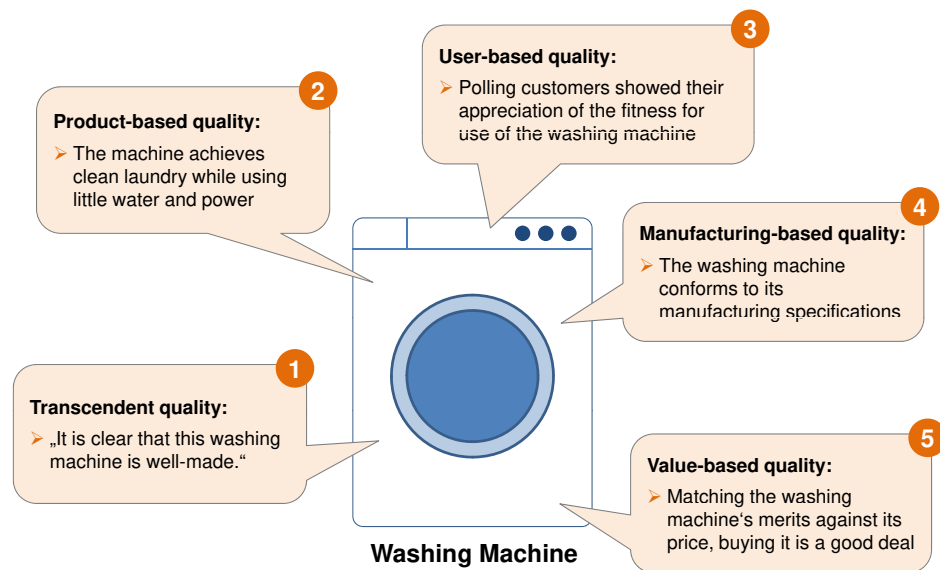 1
Transcendent quality:
➢ „It is clear that this washing
machine is well-made.“
2
Product-based quality:
➢ The machine achieves
clean laundry while using
little water and power
3
User-based quality:
➢ Polling customers showed their
appreciation of the fitness for
use of the washing machine
4
Manufacturing-based quality:
➢ The washing machine
conforms to its
manufacturing specifications
5
Value-based quality:
➢ Matching the washing
machine‘s merits against its
price, buying it is a good deal
Washing Machine